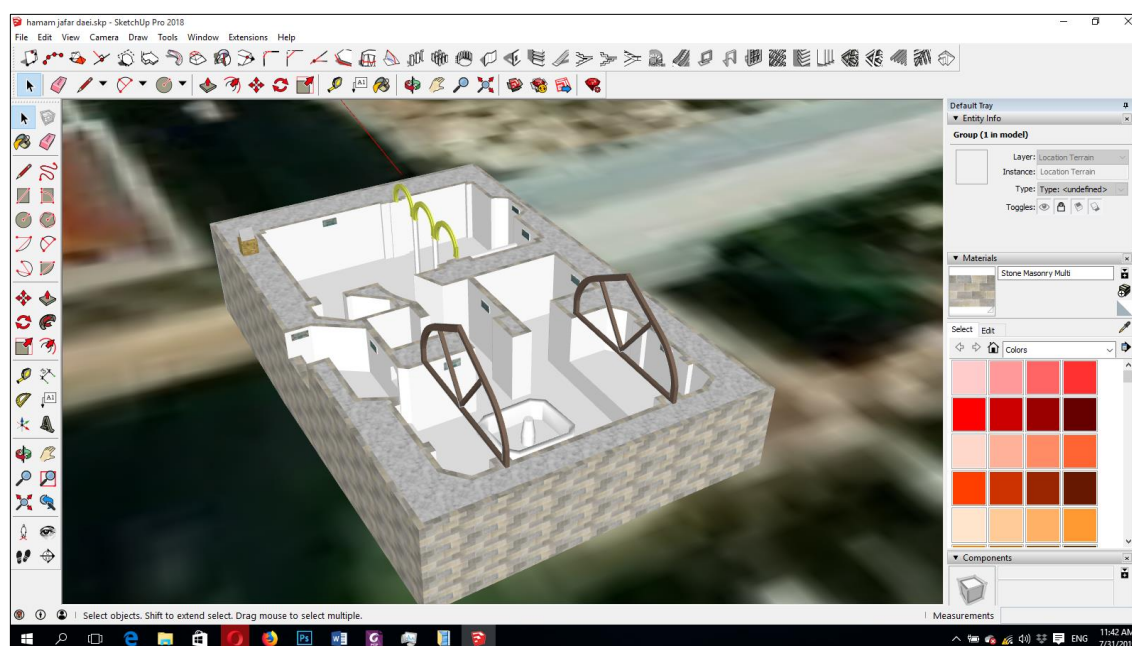 hamam jafar daei.skp - SketchUp Pro 2018
File Edit View Camera Draw Tools Window Extensions Help
A1
Default Tray
Entity Info
Group (1 in model)
Layer: Location Terrain
Instance: Location Terrain
Type: Type: <undefined>
Toggles:
Materials
Stone Masonry Multi
Select Edit
Colors
A1
Components
Select objects. Shift to extend select. Drag mouse to select multiple.
Measurements
Ps
ENG
11:42 AM